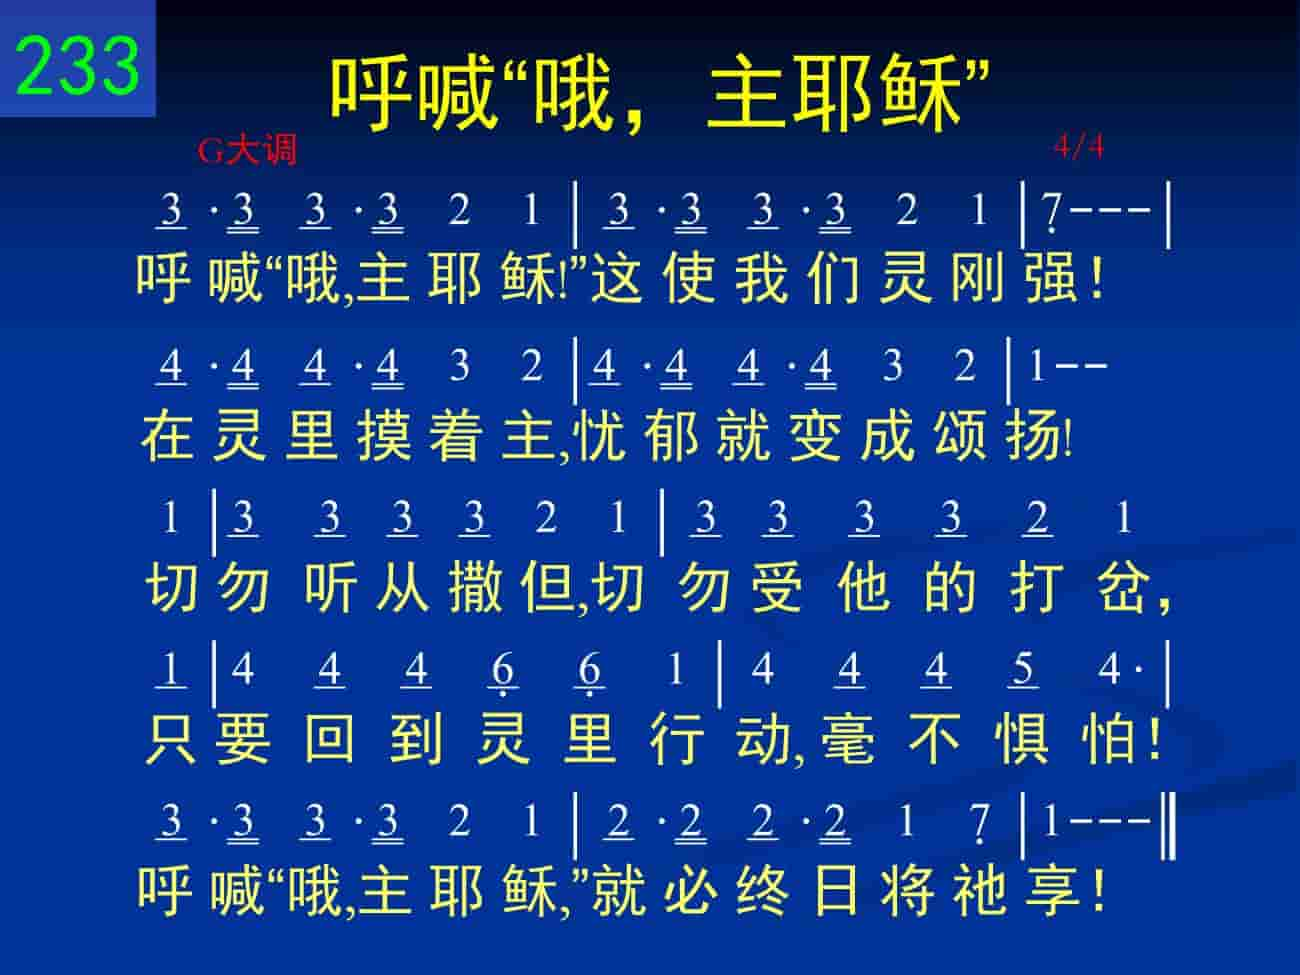 233
呼喊“哦，主耶稣”
G大调 4/4
3 · 3 3 · 3 2 1 | 3 · 3 3 · 3 2 1 | 7--- |
呼喊“哦,主耶稣!”这使我们灵刚强！
4 · 4 4 · 4 3 2 | 4 · 4 4 · 4 3 2 | 1--
在灵里摸着主,忧郁就变成颂扬!
1 | 3 3 3 3 2 1 | 3 3 3 3 2 1
切勿听从撒但,切勿受他的打岔，
1 | 4 4 4 6 6 1 | 4 4 4 5 4· |
只要回到灵里行动,毫不惧怕！
3 · 3 3 · 3 2 1 | 2 · 2 2 · 2 1 7 | 1---‖
呼喊“哦,主耶稣,”就必终日将祂享！